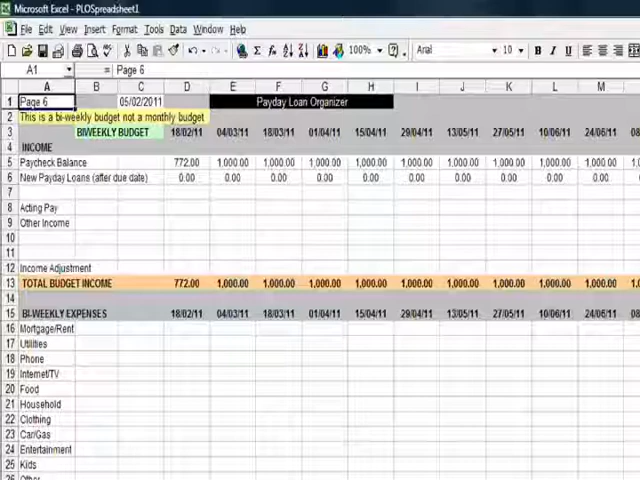 Microsoft Excel - PLOSpreadsheet1
File Edit View Insert Format Tools Data Window Help
100% Arial 10 B I U
A1 = Page 6
A B C D E F G H I J K L M
1 Page 6 05/02/2011 Payday Loan Organizer
2 This is a bi-weekly budget not a monthly budget
3 BIWEEKLY BUDGET 18/02/11 04/03/11 18/03/11 01/04/11 15/04/11 29/04/11 13/05/11 27/05/11 10/06/11 24/06/11 08
4 INCOME
5 Paycheck Balance 772.00 1,000.00 1,000.00 1,000.00 1,000.00 1,000.00 1,000.00 1,000.00 1,000.00 1,000.00 1,0
6 New Payday Loans (after due date) 0.00 0.00 0.00 0.00 0.00 0.00 0.00 0.00 0.00 0.00
7
8 Acting Pay
9 Other Income
10
11
12 Income Adjustment
13 TOTAL BUDGET INCOME 772.00 1,000.00 1,000.00 1,000.00 1,000.00 1,000.00 1,000.00 1,000.00 1,000.00 1,000.00 1,0
14
15 BI-WEEKLY EXPENSES 18/02/11 04/03/11 18/03/11 01/04/11 15/04/11 29/04/11 13/05/11 27/05/11 10/06/11 24/06/11 08
16 Mortgage/Rent
17 Utilities
18 Phone
19 Internet/TV
20 Food
21 Household
22 Clothing
23 Car/Gas
24 Entertainment
25 Kids
26 Other